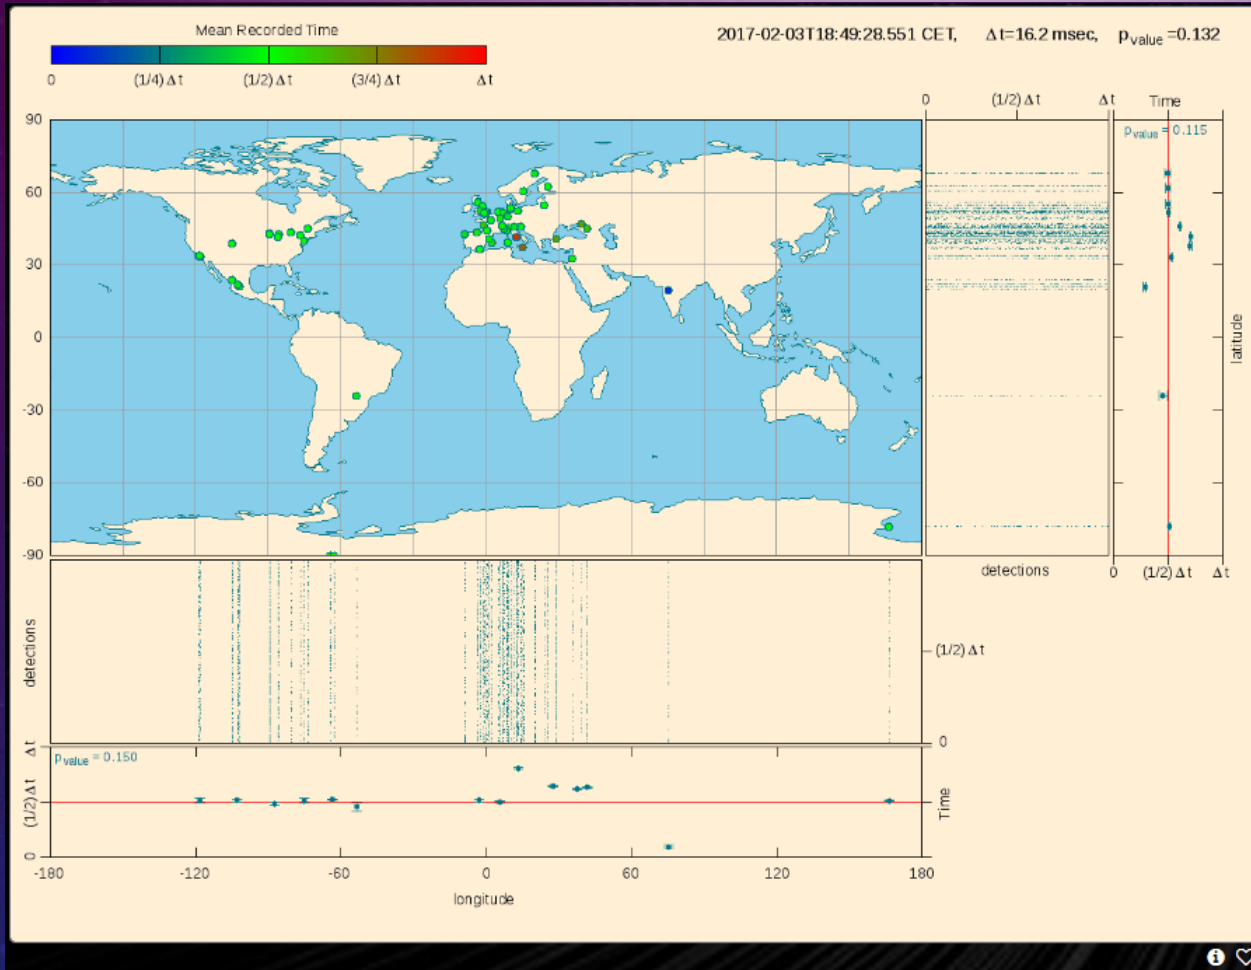 Mean Recorded Time
2017-02-03T18:49:28.551 CET, Δt=16.2 msec, pvalue =0.132
0 (1/4) Δt (1/2) Δt (3/4) Δt Δt
0 (1/2) Δt Δt Time
90
60
30
0
-30
-60
-90
pvalue = 0.115
latitude
detections
0 (1/2) Δt Δt
detections
(1/2) Δt
0
Δt
(1/2) Δt
0
pvalue = 0.150
Time
-180 -120 -60 0 60 120 180
longitude